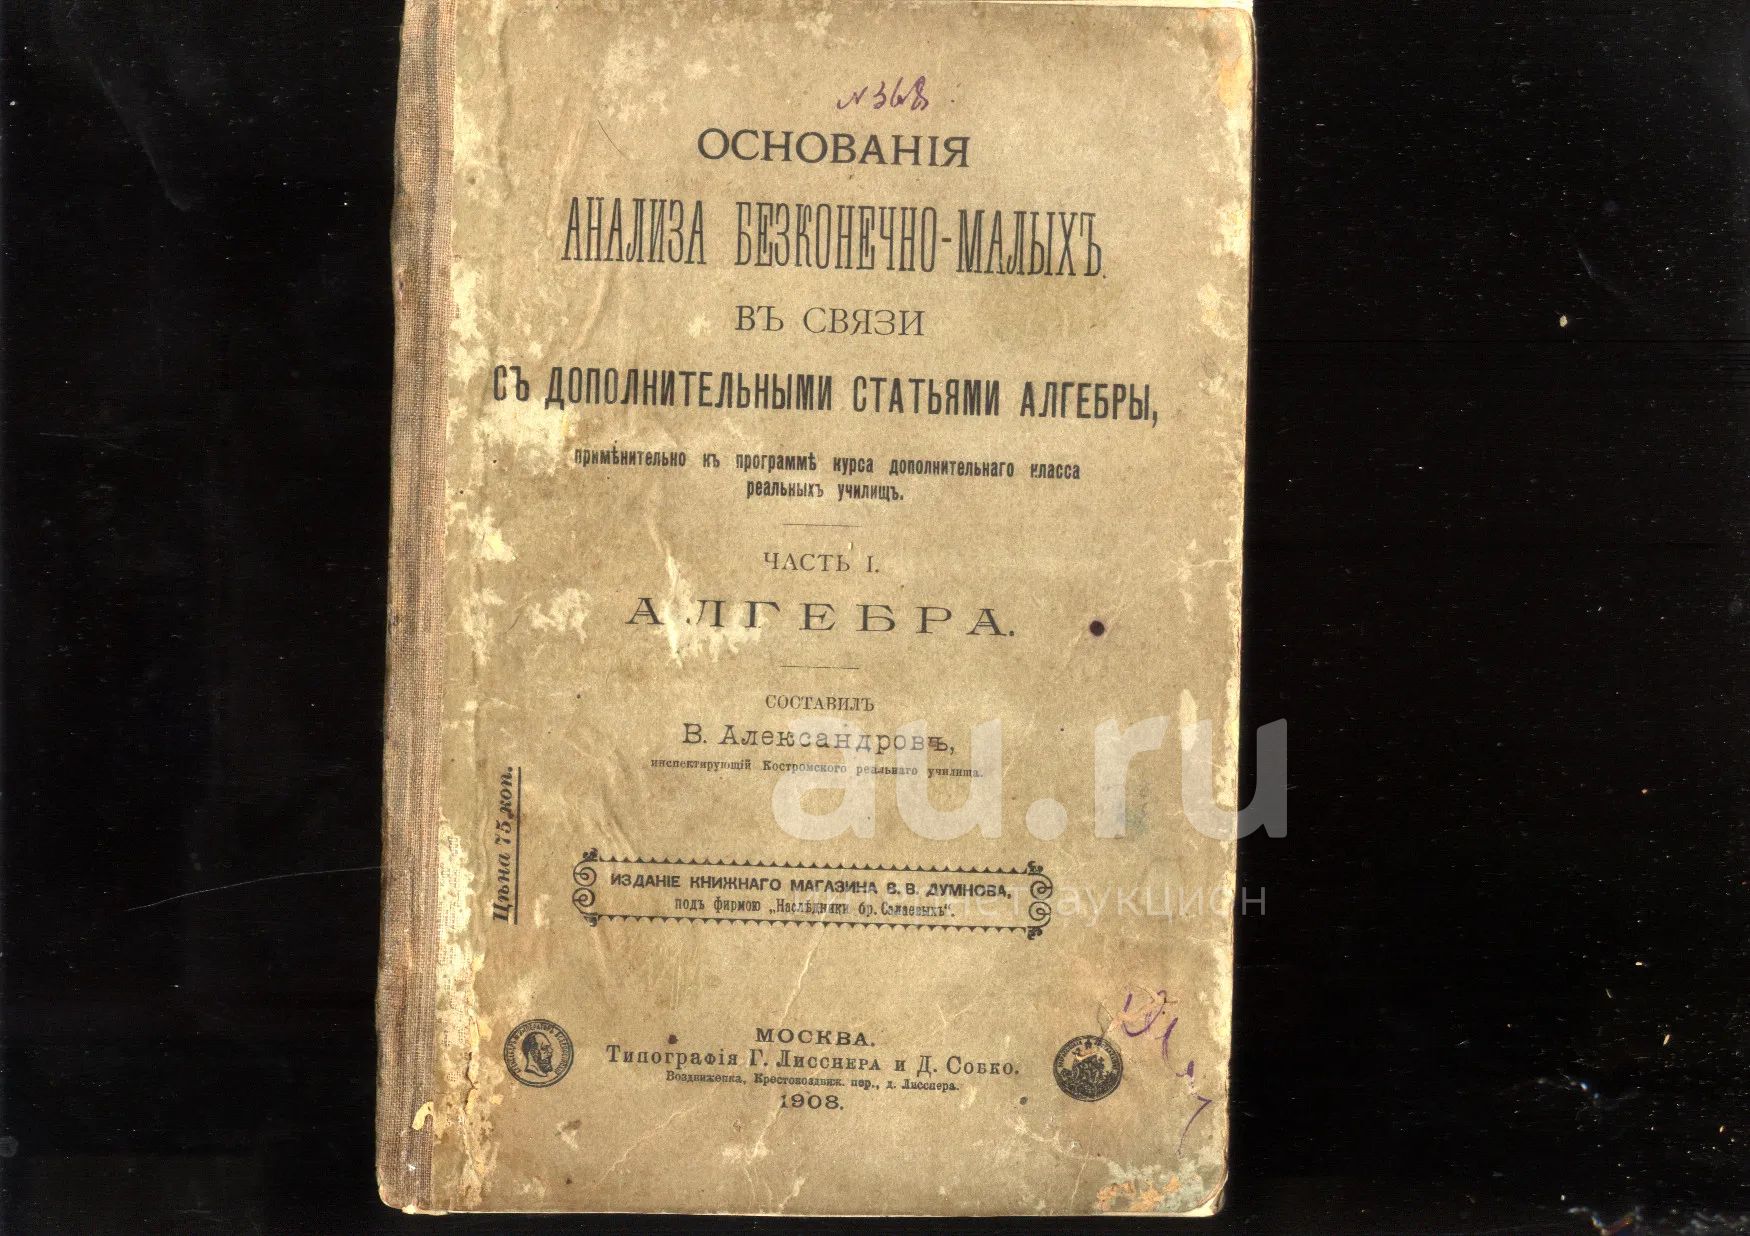 N 368
ОСНОВАНІЯ
АНАЛИЗА БЕЗКОНЕЧНО-МАЛЫХЪ
ВЪ СВЯЗИ
СЪ ДОПОЛНИТЕЛЬНЫМИ СТАТЬЯМИ АЛГЕБРЫ,
примѣнительно къ программѣ курса дополнительнаго класса
реальныхъ училищъ.
ЧАСТЬ I.
АЛГЕБРА.
СОСТАВИЛЪ
В. Александровъ,
инспектирующій Костромского реальнаго училища.
au.ru
аукцион
Цѣна 75 коп.
ИЗДАНІЕ КНИЖНАГО МАГАЗИНА В. В. ДУМНОВА,
подъ фирмою „Наслѣдники бр. Салаевыхъ".
МОСКВА.
Типографія Г. Лисснера и Д. Собко.
Воздвиженка, Крестовоздвиж. пер., д. Лисснера.
1908.